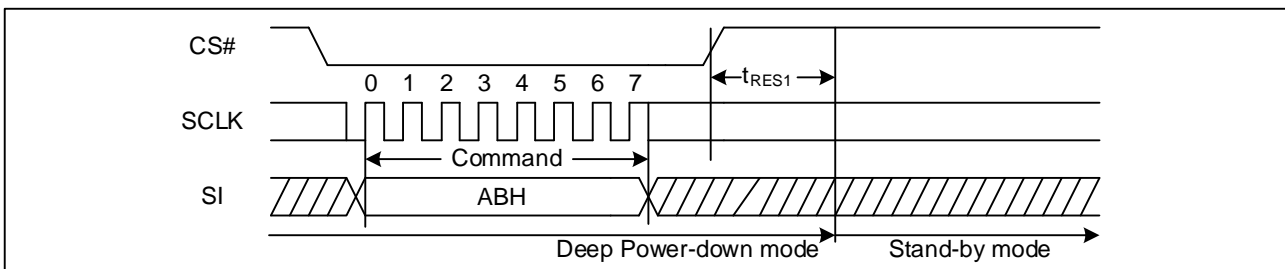 CS#
tRES1
0 1 2 3 4 5 6 7
SCLK
Command
SI
ABH
Deep Power-down mode Stand-by mode